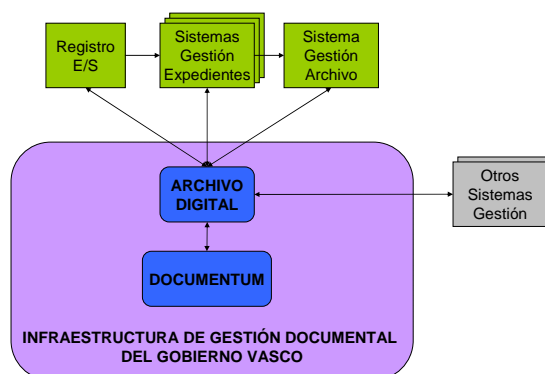 Registro
E/S
Sistemas
Gestión
Expedientes
Sistema
Gestión
Archivo
ARCHIVO
DIGITAL
Otros
Sistemas
Gestión
DOCUMENTUM
INFRAESTRUCTURA DE GESTIÓN DOCUMENTAL
DEL GOBIERNO VASCO